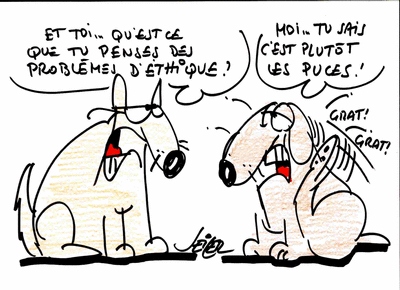 ET TOI... QU'EST CE
QUE TU PENSES DES
PROBLÈMES D'ETHIQUE ?
MOI... TU SAIS
C'EST PLUTÔT
LES PUCES !
GRAT!
GRAT!